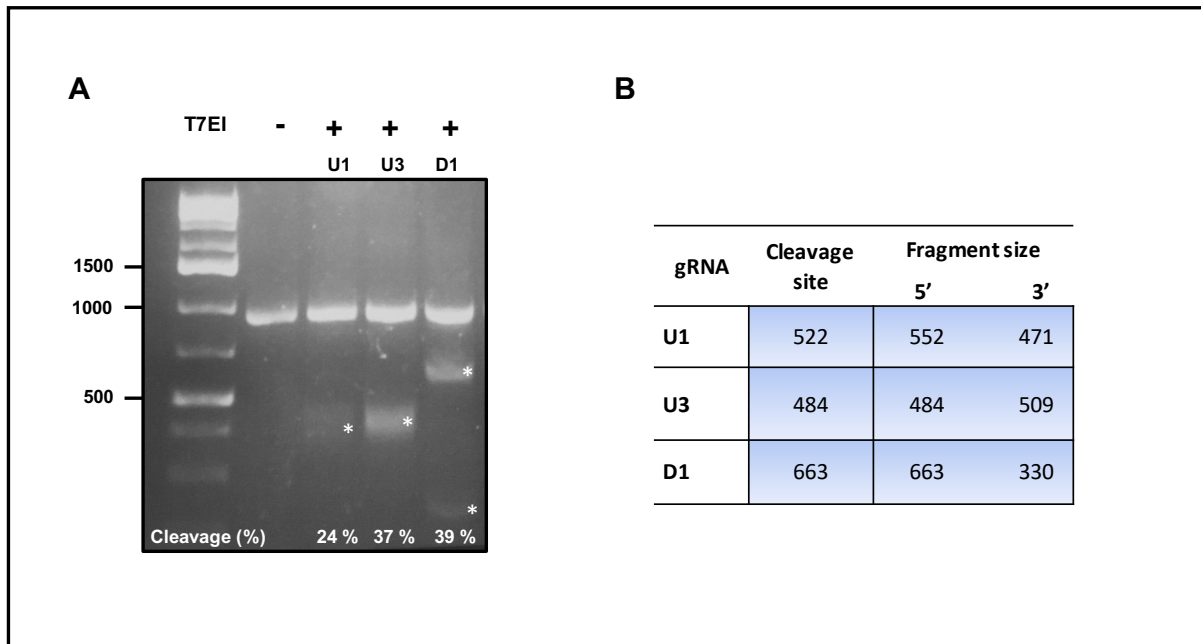 A
B
T7EI - + + +
U1 U3 D1
1500
1000
500
*
*
*
*
Cleavage (%) 24 % 37 % 39 %
gRNA Cleavage site Fragment size
5’ 3’
U1 522 552 471
U3 484 484 509
D1 663 663 330